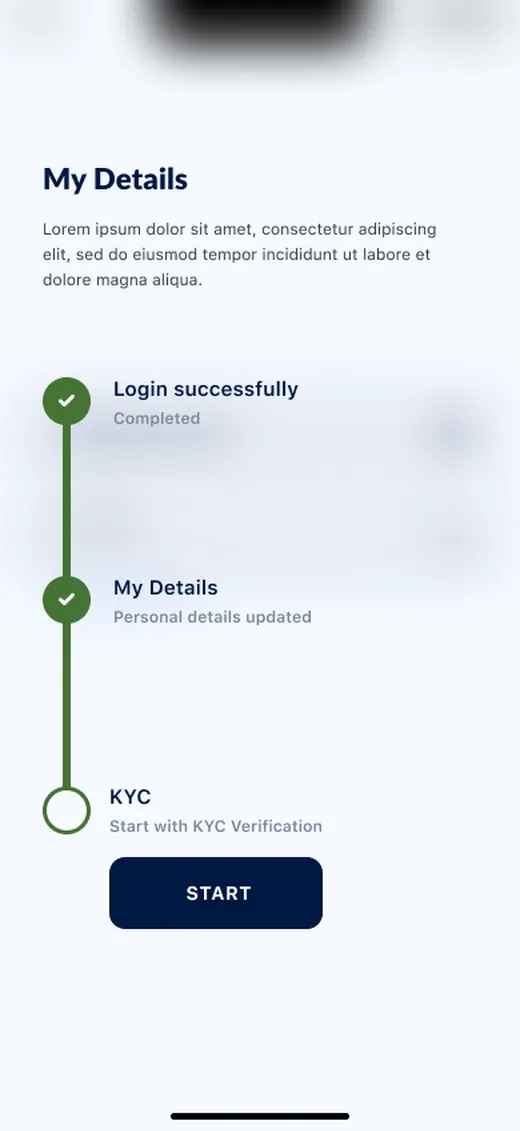 My Details
Lorem ipsum dolor sit amet, consectetur adipiscing
elit, sed do eiusmod tempor incididunt ut labore et
dolore magna aliqua.
Login successfully
Completed
My Details
Personal details updated
KYC
Start with KYC Verification
START